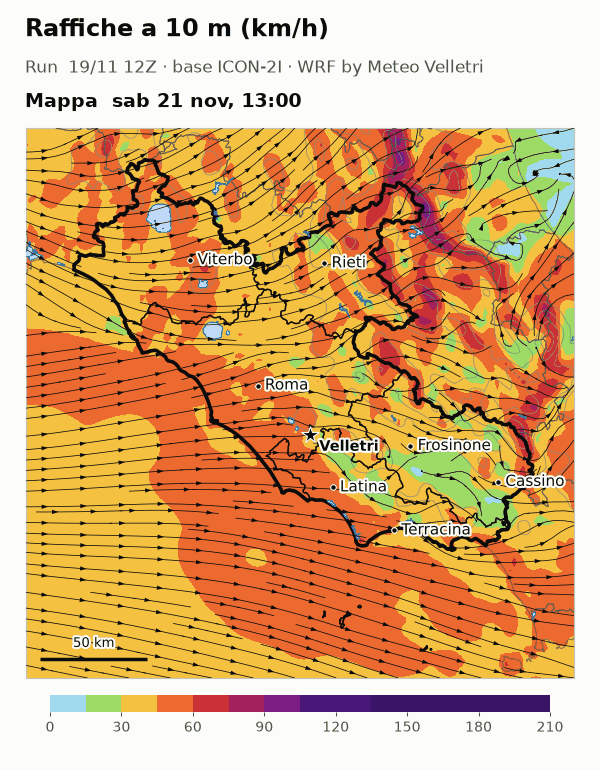 Raffiche a 10 m (km/h)
Run 19/11 12Z · base ICON-2I · WRF by Meteo Velletri
Mappa sab 21 nov, 13:00
Viterbo
Rieti
Roma
Velletri
Frosinone
Cassino
Latina
Terracina
50 km
0 30 60 90 120 150 180 210